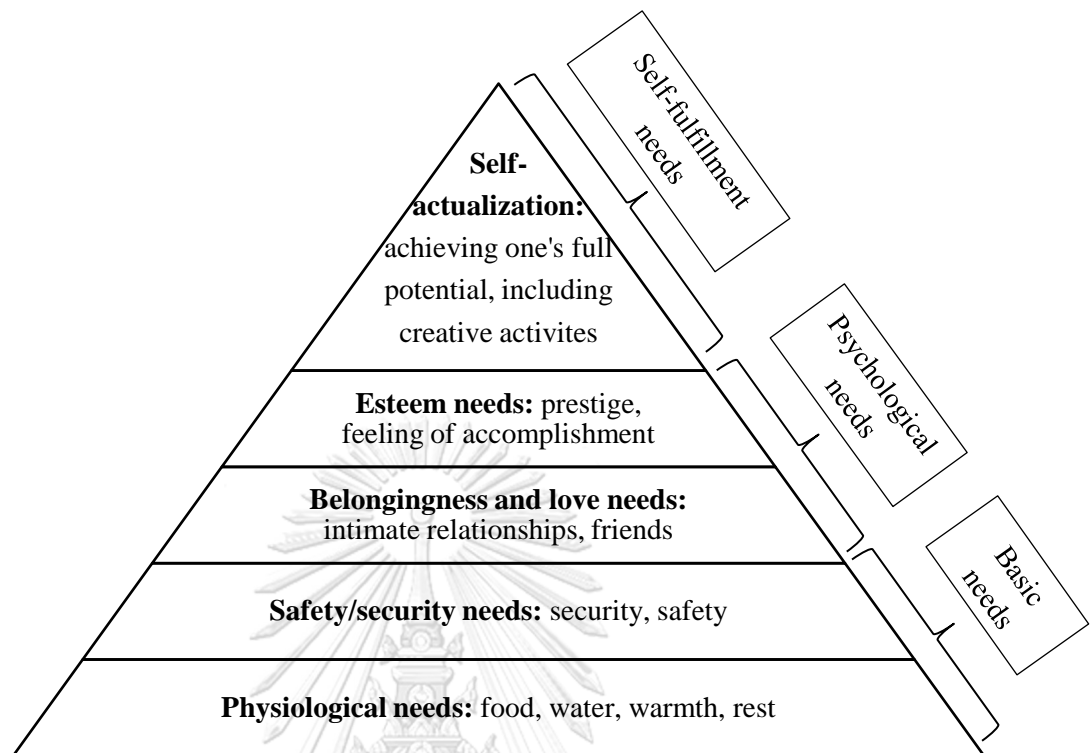 Self-
actualization:
achieving one's full
potential, including
creative activites
Esteem needs: prestige,
feeling of accomplishment
Belongingness and love needs:
intimate relationships, friends
Safety/security needs: security, safety
Physiological needs: food, water, warmth, rest
Self-fulfillment
needs
Psychological
needs
Basic
needs